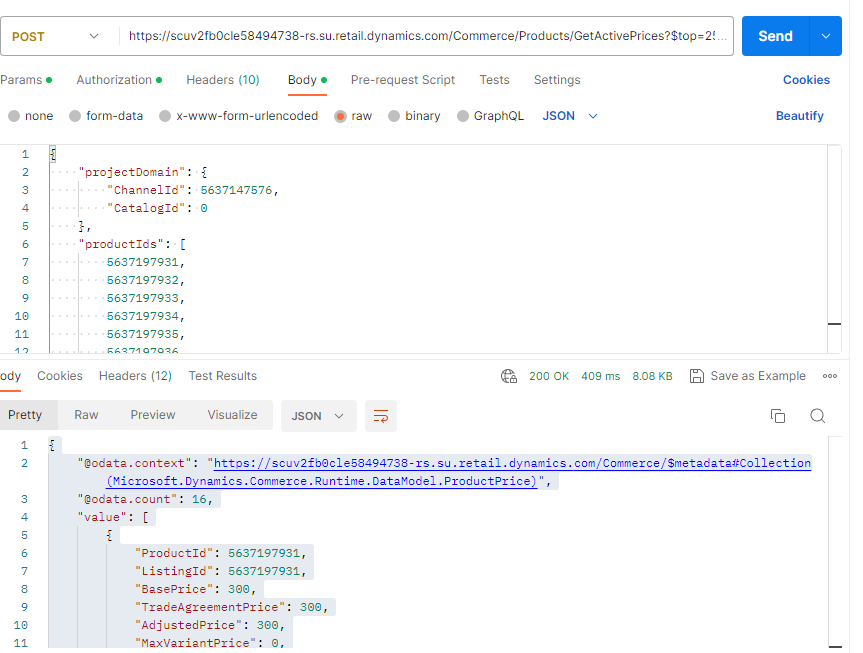 POST https://scuv2fb0cle58494738-rs.su.retail.dynamics.com/Commerce/Products/GetActivePrices?$top=25... Send
Params Authorization Headers (10) Body Pre-request Script Tests Settings Cookies
none form-data x-www-form-urlencoded raw binary GraphQL JSON Beautify
1 {
2 "projectDomain": {
3 "ChannelId": 5637147576,
4 "CatalogId": 0
5 },
6 "productIds": [
7 5637197931,
8 5637197932,
9 5637197933,
10 5637197934,
11 5637197935,
12 5637197936
ody Cookies Headers (12) Test Results 200 OK 409 ms 8.08 KB Save as Example
Pretty Raw Preview Visualize JSON
1 {
2 "@odata.context": "https://scuv2fb0cle58494738-rs.su.retail.dynamics.com/Commerce/$metadata#Collection
(Microsoft.Dynamics.Commerce.Runtime.DataModel.ProductPrice)",
3 "@odata.count": 16,
4 "value": [
5 {
6 "ProductId": 5637197931,
7 "ListingId": 5637197931,
8 "BasePrice": 300,
9 "TradeAgreementPrice": 300,
10 "AdjustedPrice": 300,
11 "MaxVariantPrice": 0,